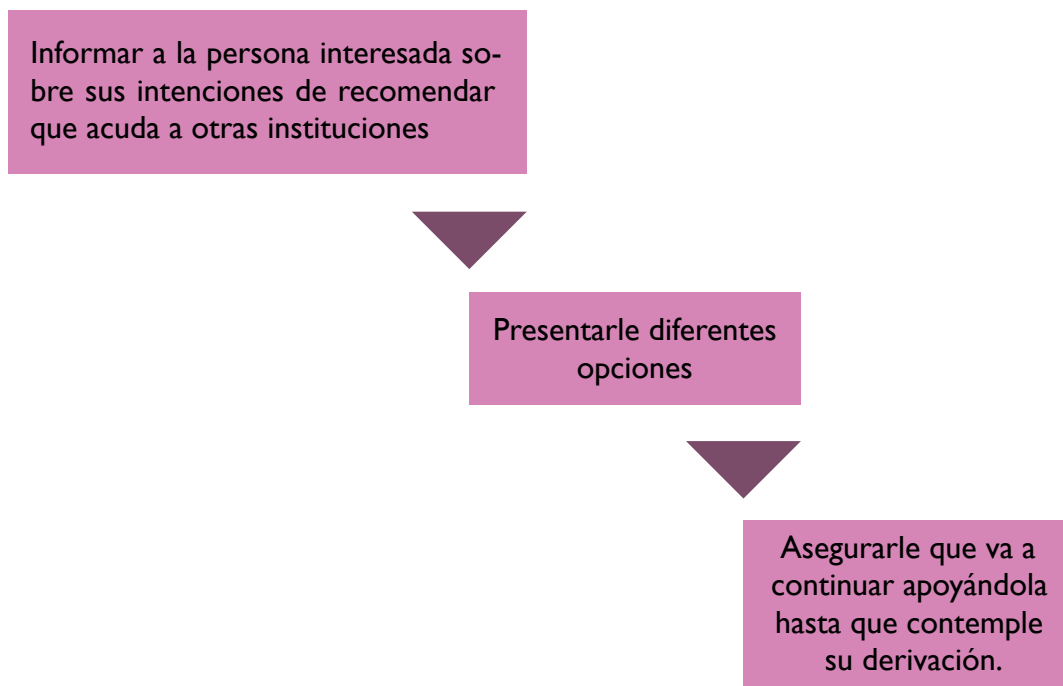 Informar a la persona interesada so-
bre sus intenciones de recomendar
que acuda a otras instituciones
Presentarle diferentes
opciones
Asegurarle que va a
continuar apoyándola
hasta que contemple
su derivación.